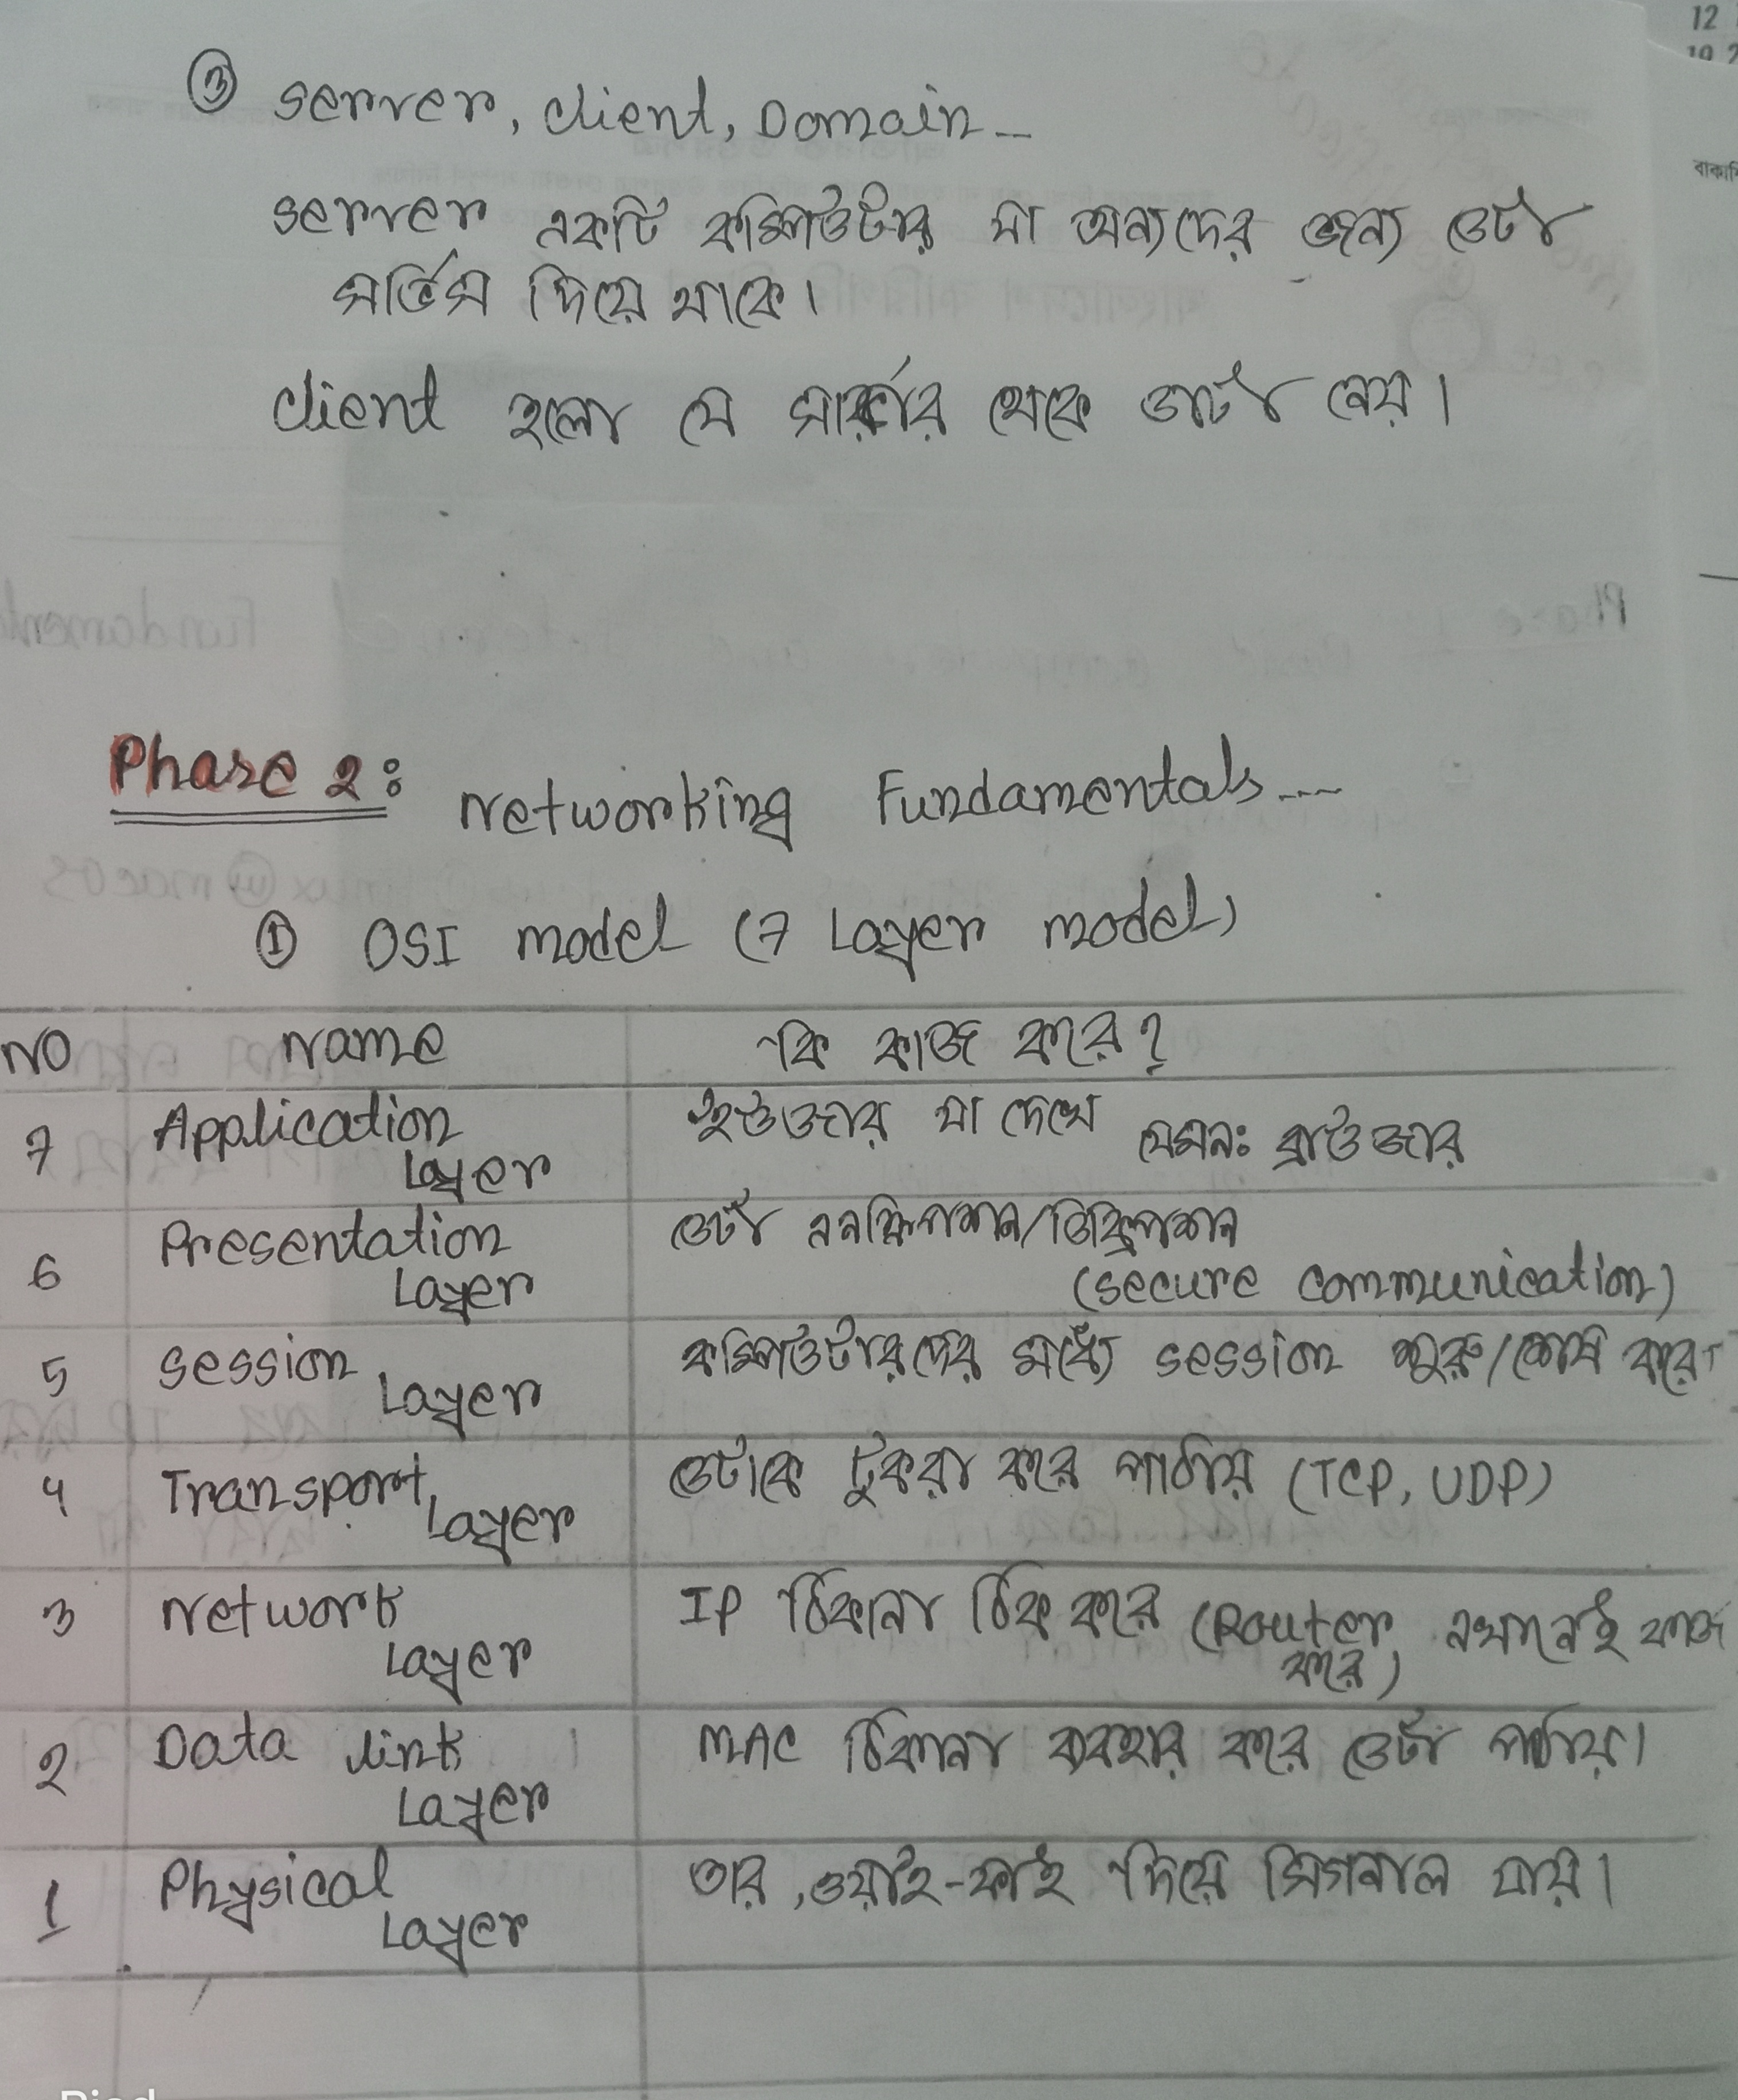 ③ server, client, Domain...
server একটি কম্পিউটার যা অন্যদের জন্য ডেটা
সার্ভিস দিয়ে থাকে।
client হলো যে সার্ভার থেকে ডাটা নেয়।
Phase 2: Networking Fundamentals....
① OSI model (7 Layer model)
NO Name কি কাজ করে?
7 Application Layer ইউজার যা দেখে যেমনঃ ব্রাউজার
6 Presentation Layer ডেটা এনক্রিপশন/ডিক্রিপশন
(secure communication)
5 session Layer কম্পিউটারদের মধ্যে session শুরু/শেষ করে।
4 Transport Layer ডেটাকে টুকরা করে পাঠায় (TCP, UDP)
3 Network Layer IP ঠিকানা ঠিক করে (Router এখানেই কাজ
করে)
2 Data link Layer MAC ঠিকানা ব্যবহার করে ডেটা পাঠায়।
1 Physical Layer তার, ওয়াই-ফাই দিয়ে সিগনাল যায়।